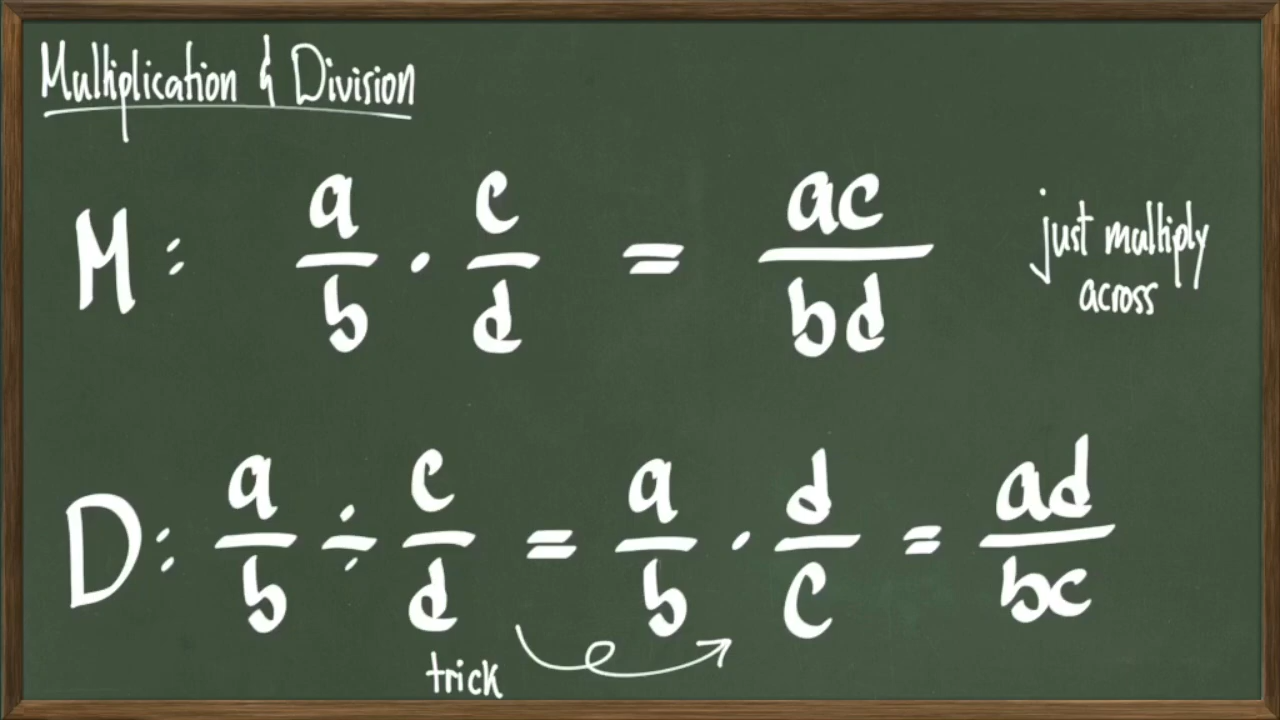 Multiplication & Division
M: a/b · c/d = ac/bd just multiply across
D: a/b ÷ c/d = a/b · d/c = ad/bc
trick